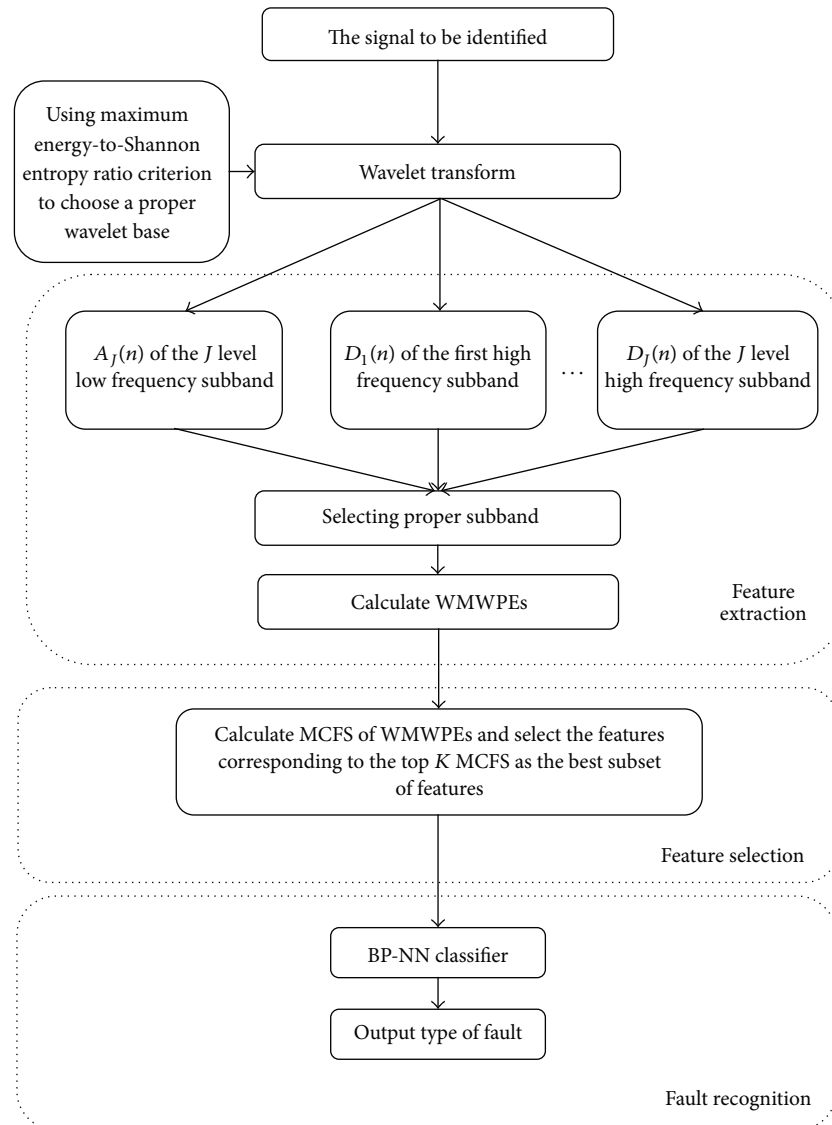 The signal to be identified
Using maximum
energy-to-Shannon
entropy ratio criterion
to choose a proper
wavelet base
Wavelet transform
A_J(n) of the J level
low frequency subband
D_1(n) of the first high
frequency subband
...
D_J(n) of the J level
high frequency subband
Selecting proper subband
Calculate WMWPEs
Feature
extraction
Calculate MCFS of WMWPEs and select the features
corresponding to the top K MCFS as the best subset
of features
Feature selection
BP-NN classifier
Output type of fault
Fault recognition